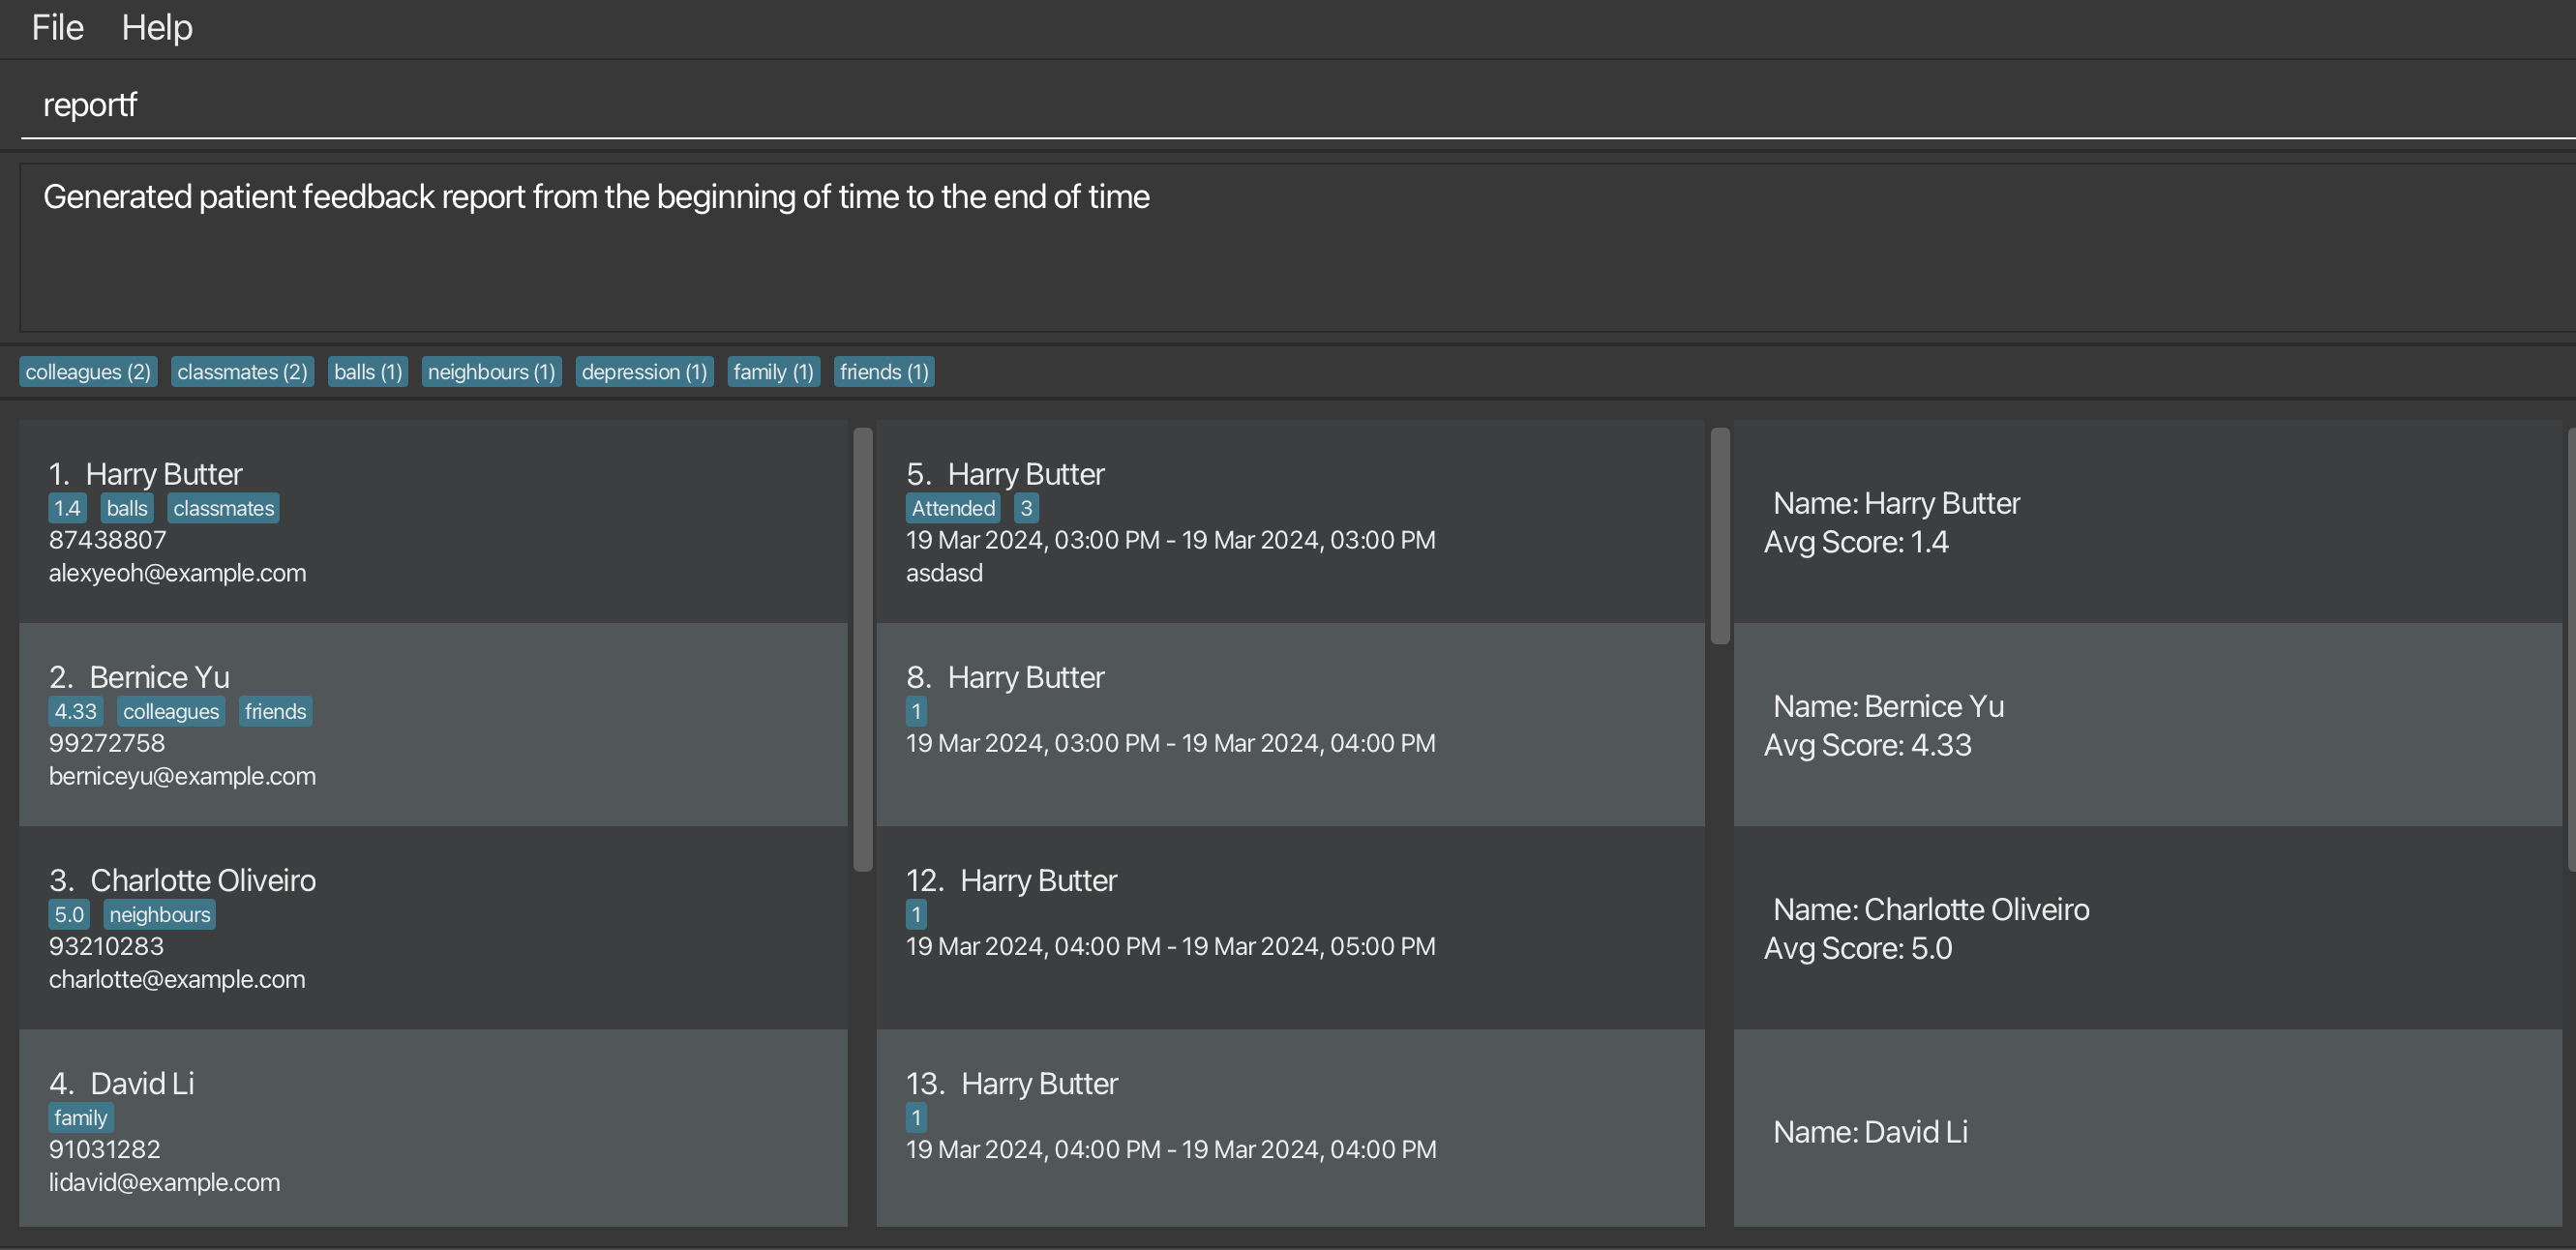 File Help
reportf
Generated patient feedback report from the beginning of time to the end of time
colleagues (2) classmates (2) balls (1) neighbours (1) depression (1) family (1) friends (1)
1. Harry Butter
1.4 balls classmates
87438807
alexyeoh@example.com
2. Bernice Yu
4.33 colleagues friends
99272758
berniceyu@example.com
3. Charlotte Oliveiro
5.0 neighbours
93210283
charlotte@example.com
4. David Li
family
91031282
lidavid@example.com
5. Harry Butter
Attended 3
19 Mar 2024, 03:00 PM - 19 Mar 2024, 03:00 PM
asdasd
8. Harry Butter
1
19 Mar 2024, 03:00 PM - 19 Mar 2024, 04:00 PM
12. Harry Butter
1
19 Mar 2024, 04:00 PM - 19 Mar 2024, 05:00 PM
13. Harry Butter
1
19 Mar 2024, 04:00 PM - 19 Mar 2024, 04:00 PM
Name: Harry Butter
Avg Score: 1.4
Name: Bernice Yu
Avg Score: 4.33
Name: Charlotte Oliveiro
Avg Score: 5.0
Name: David Li